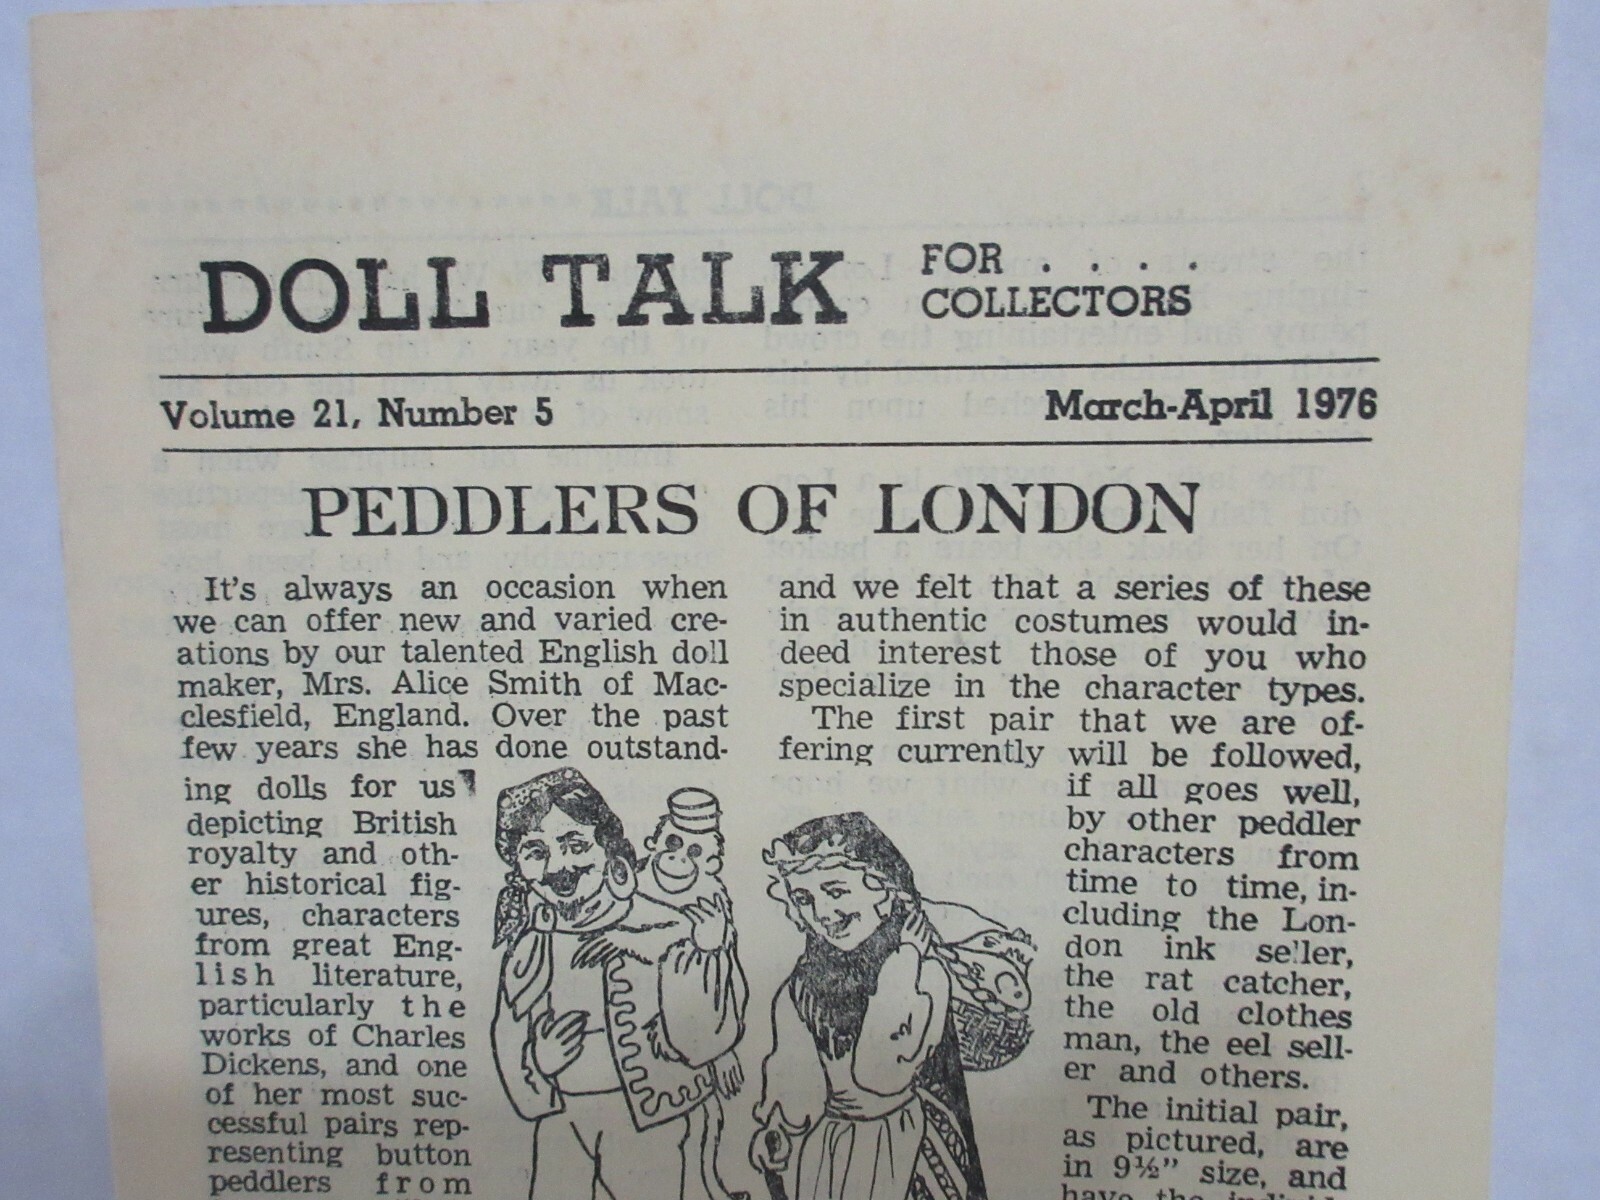 DOLL TALK FOR . . . .
COLLECTORS
Volume 21, Number 5 March-April 1976
PEDDLERS OF LONDON
It's always an occasion when
we can offer new and varied cre-
ations by our talented English doll
maker, Mrs. Alice Smith of Mac-
clesfield, England. Over the past
few years she has done outstand-
ing dolls for us
depicting British
royalty and oth-
er historical fig-
ures, characters
from great Eng-
lish literature,
particularly the
works of Charles
Dickens, and one
of her most suc-
cessful pairs rep-
resenting button
peddlers from
and we felt that a series of these
in authentic costumes would in-
deed interest those of you who
specialize in the character types.
The first pair that we are of-
fering currently will be followed,
if all goes well,
by other peddler
characters from
time to time, in-
cluding the Lon-
don ink seller,
the rat catcher,
the old clothes
man, the eel sell-
er and others.
The initial pair,
as pictured, are
in 9½" size, and
have the